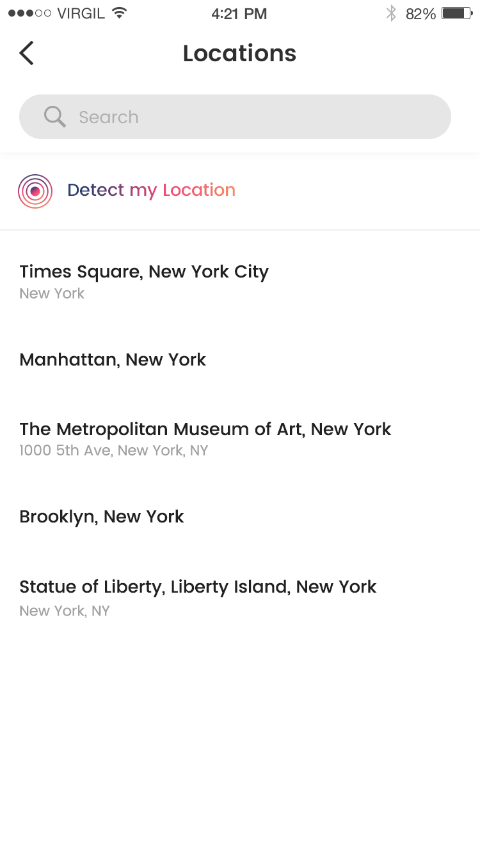 VIRGIL 4:21 PM 82%
Locations
Search
Detect my Location
Times Square, New York City
New York
Manhattan, New York
The Metropolitan Museum of Art, New York
1000 5th Ave, New York, NY
Brooklyn, New York
Statue of Liberty, Liberty Island, New York
New York, NY